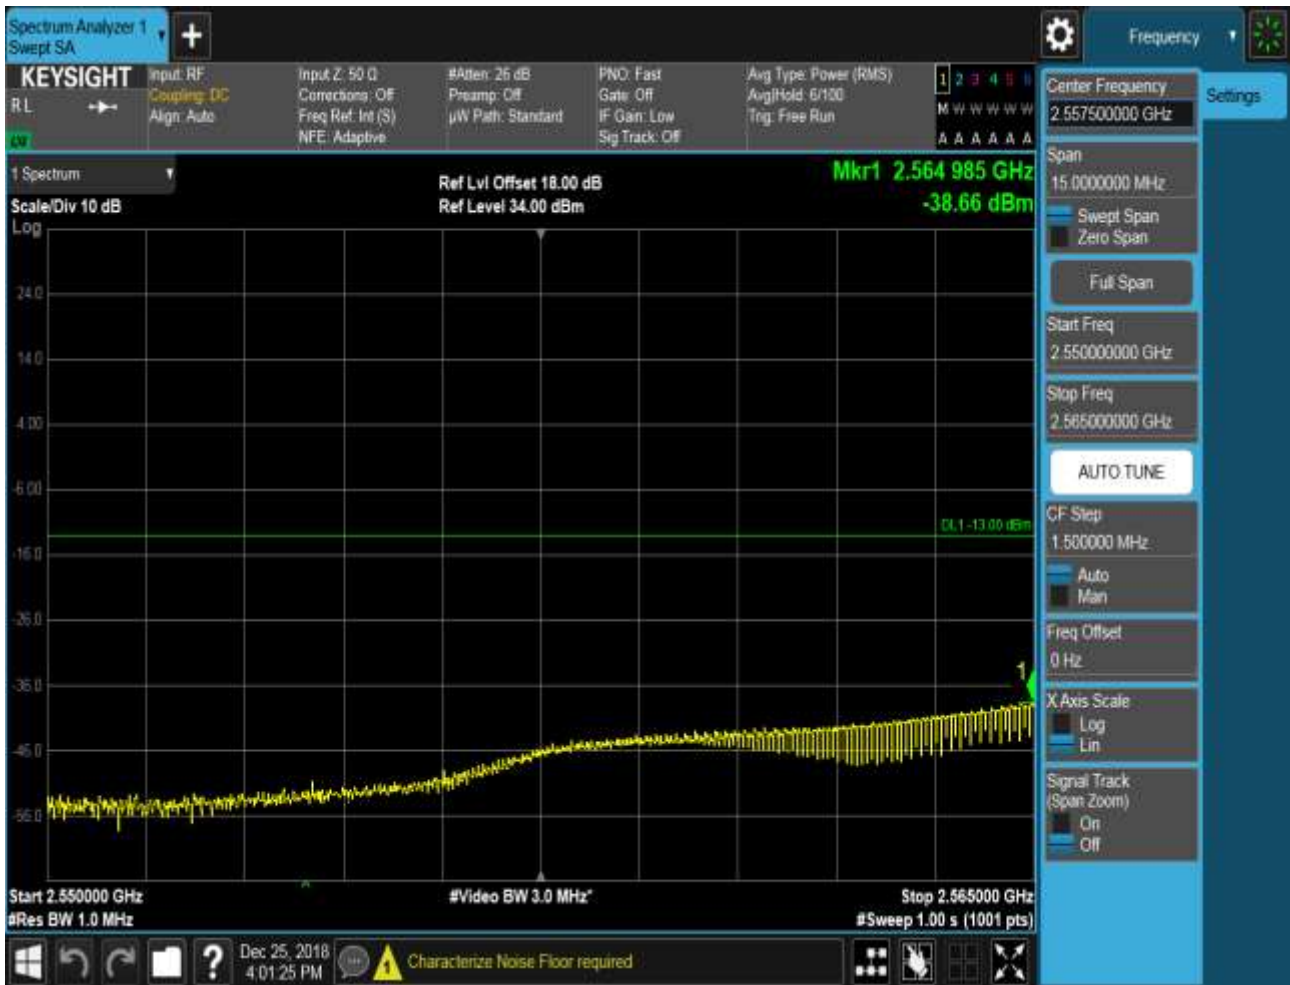 Spectrum Analyzer 1
Swept SA
Frequency
KEYSIGHT
RL
Input: RF
Coupling: DC
Align: Auto
Input Z: 50 Ω
Corrections: Off
Freq Ref: Int (S)
NFE: Adaptive
#Atten: 26 dB
Preamp: Off
µW Path: Standard
PNO: Fast
Gate: Off
IF Gain: Low
Sig Track: Off
Avg Type: Power (RMS)
Avg|Hold: 6/100
Trig: Free Run
1 2 3 4 5 6
M W W W W W
A A A A A A
1 Spectrum
Scale/Div 10 dB
Log
Ref Lvl Offset 18.00 dB
Ref Level 34.00 dBm
Mkr1 2.564 985 GHz
-38.66 dBm
24.0
14.0
4.00
-6.00
-16.0
-26.0
-36.0
-46.0
-56.0
DL1 -13.00 dBm
1
Start 2.550000 GHz
#Res BW 1.0 MHz
#Video BW 3.0 MHz*
Stop 2.565000 GHz
#Sweep 1.00 s (1001 pts)
Center Frequency
2.557500000 GHz
Settings
Span
15.0000000 MHz
Swept Span
Zero Span
Full Span
Start Freq
2.550000000 GHz
Stop Freq
2.565000000 GHz
AUTO TUNE
CF Step
1.500000 MHz
Auto
Man
Freq Offset
0 Hz
X Axis Scale
Log
Lin
Signal Track
(Span Zoom)
On
Off
?
Dec 25, 2018
4:01:25 PM
1
Characterize Noise Floor required